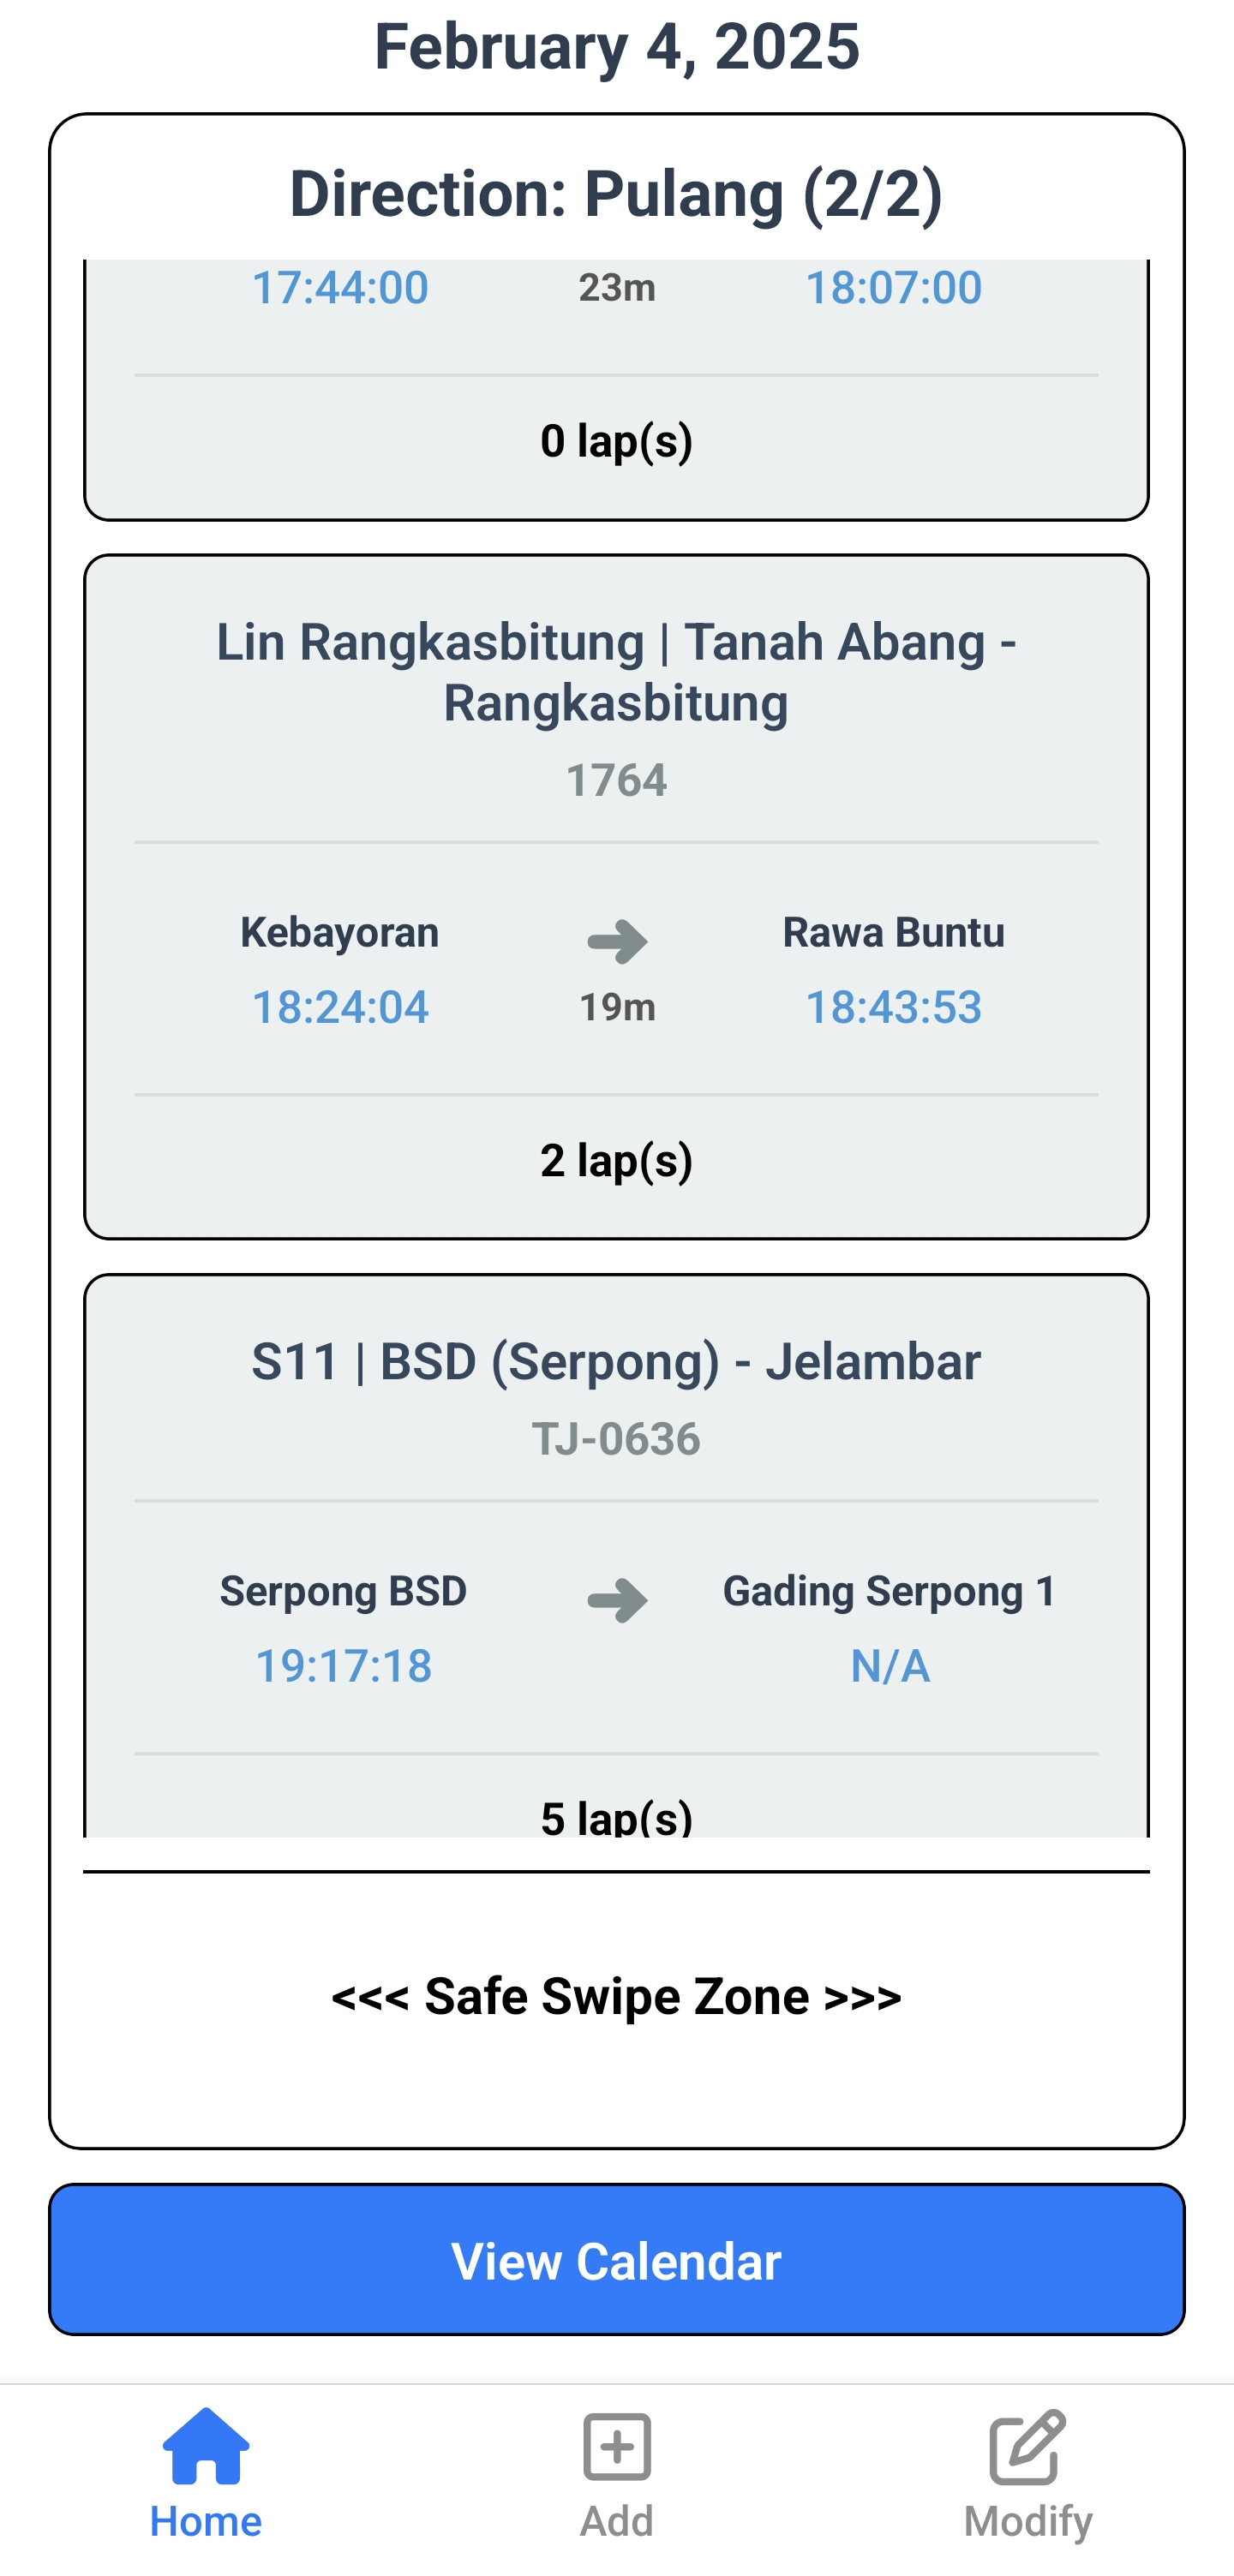 February 4, 2025
Direction: Pulang (2/2)
17:44:00 23m 18:07:00
0 lap(s)
Lin Rangkasbitung | Tanah Abang -
Rangkasbitung
1764
Kebayoran Rawa Buntu
18:24:04 19m 18:43:53
2 lap(s)
S11 | BSD (Serpong) - Jelambar
TJ-0636
Serpong BSD Gading Serpong 1
19:17:18 N/A
5 lap(s)
<<< Safe Swipe Zone >>>
View Calendar
Home Add Modify